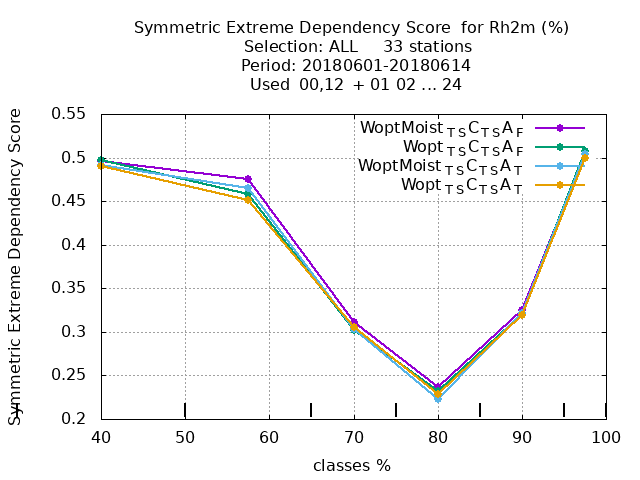 Symmetric Extreme Dependency Score for Rh2m (%)
Selection: ALL 33 stations
Period: 20180601-20180614
Used 00,12 + 01 02 ... 24
Symmetric Extreme Dependency Score
0.55
0.5
0.45
0.4
0.35
0.3
0.25
0.2
WoptMoist TS C TS A F
Wopt TS C TS A F
WoptMoist TS C TS A T
Wopt TS C TS A T
40 50 60 70 80 90 100
classes %